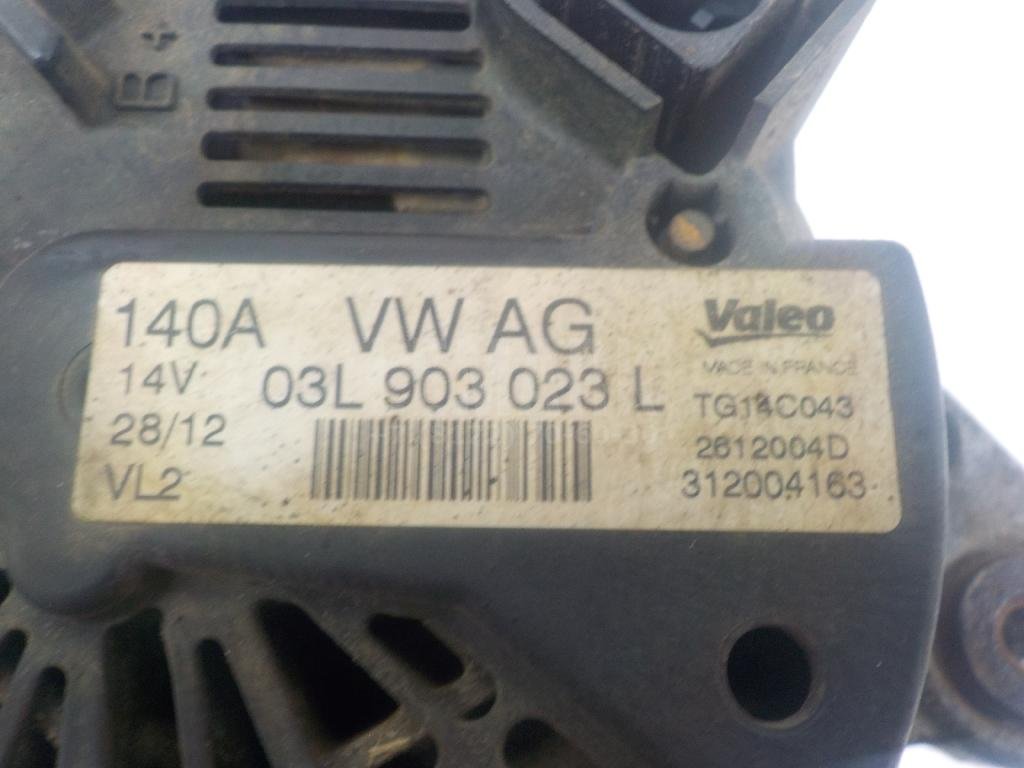 B+
140A VW AG Valeo
MADE IN FRANCE
14V 03L 903 023 L TG14C043
28/12 2612004D
VL2 312004163